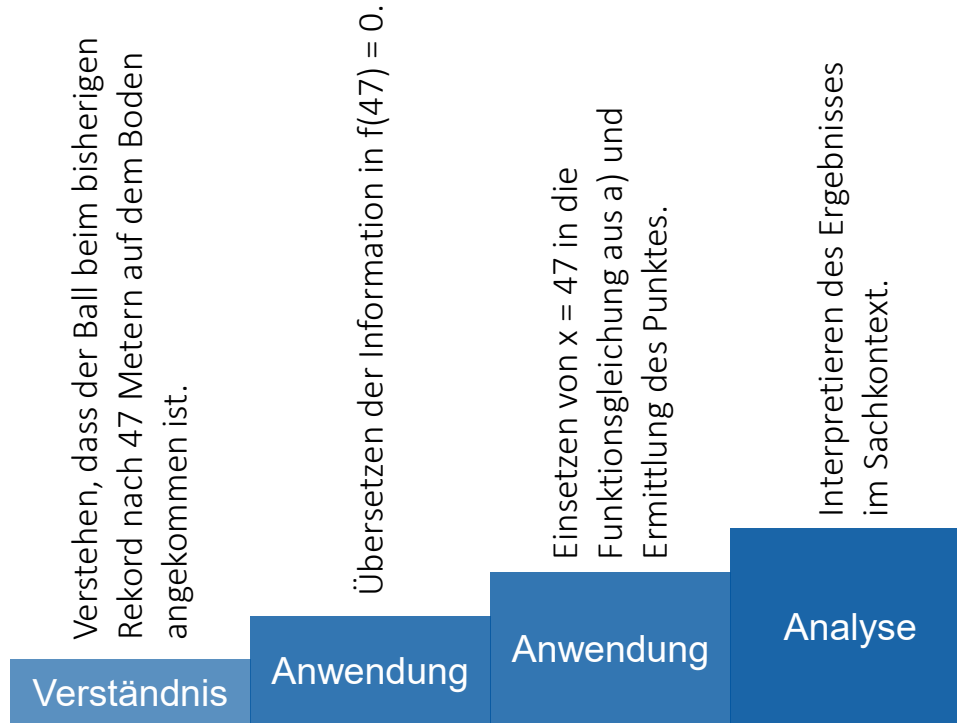 Verstehen, dass der Ball beim bisherigen
Rekord nach 47 Metern auf dem Boden
angekommen ist.
Verständnis
Übersetzen der Information in f(47) = 0.
Anwendung
Einsetzen von x = 47 in die
Funktionsgleichung aus a) und
Ermittlung des Punktes.
Anwendung
Interpretieren des Ergebnisses
im Sachkontext.
Analyse